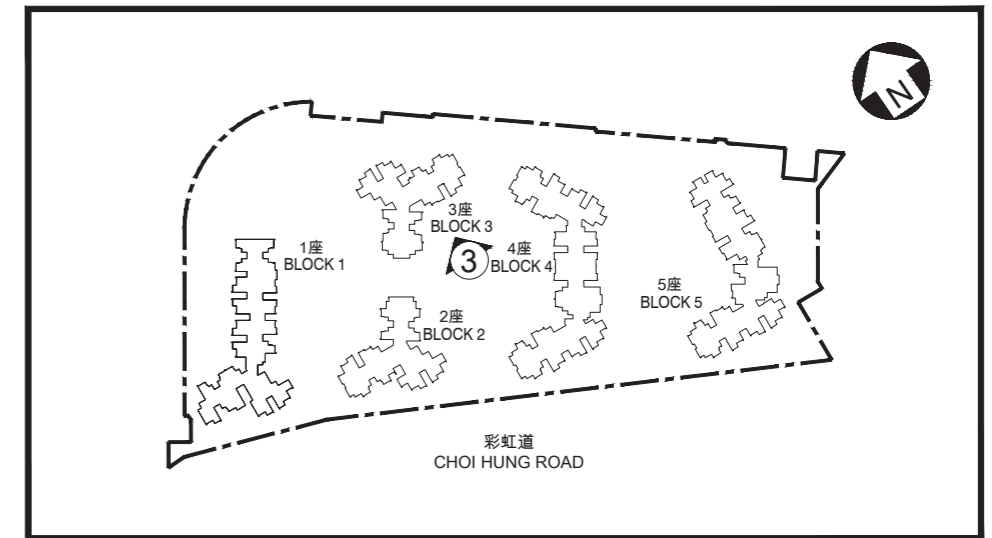 N
3座
BLOCK 3
1座
BLOCK 1
3
4座
BLOCK 4
5座
BLOCK 5
2座
BLOCK 2
彩虹道
CHOI HUNG ROAD